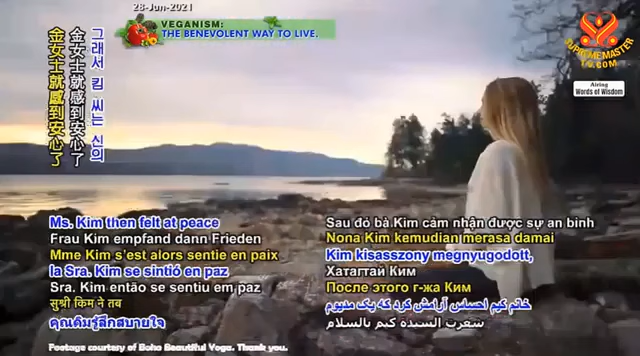 28-Jun-2021
VEGANISM:
THE BENEVOLENT WAY TO LIVE.
SUPREMEMASTERTV.COM
Airing
Words of Wisdom
그래서 킴 씨는 신의
金女士就感到安心了
金女士就感到安心了
Ms. Kim then felt at peace
Frau Kim empfand dann Frieden
Mme Kim s'est alors sentie en paix
la Sra. Kim se sintió en paz
Sra. Kim então se sentiu em paz
सुश्री किम ने तब
คุณคิมรู้สึกสบายใจ
Sau đó bà Kim cảm nhận được sự an bình
Nona Kim kemudian merasa damai
Kim kisasszony megnyugodott,
Хатагтай Ким
После этого г-жа Ким
خانم کیم احساس آرامش کرد که یک مدیوم
شعرت السيدة كيم بالسلام
Footage courtesy of Boho Beautiful Yoga. Thank you.